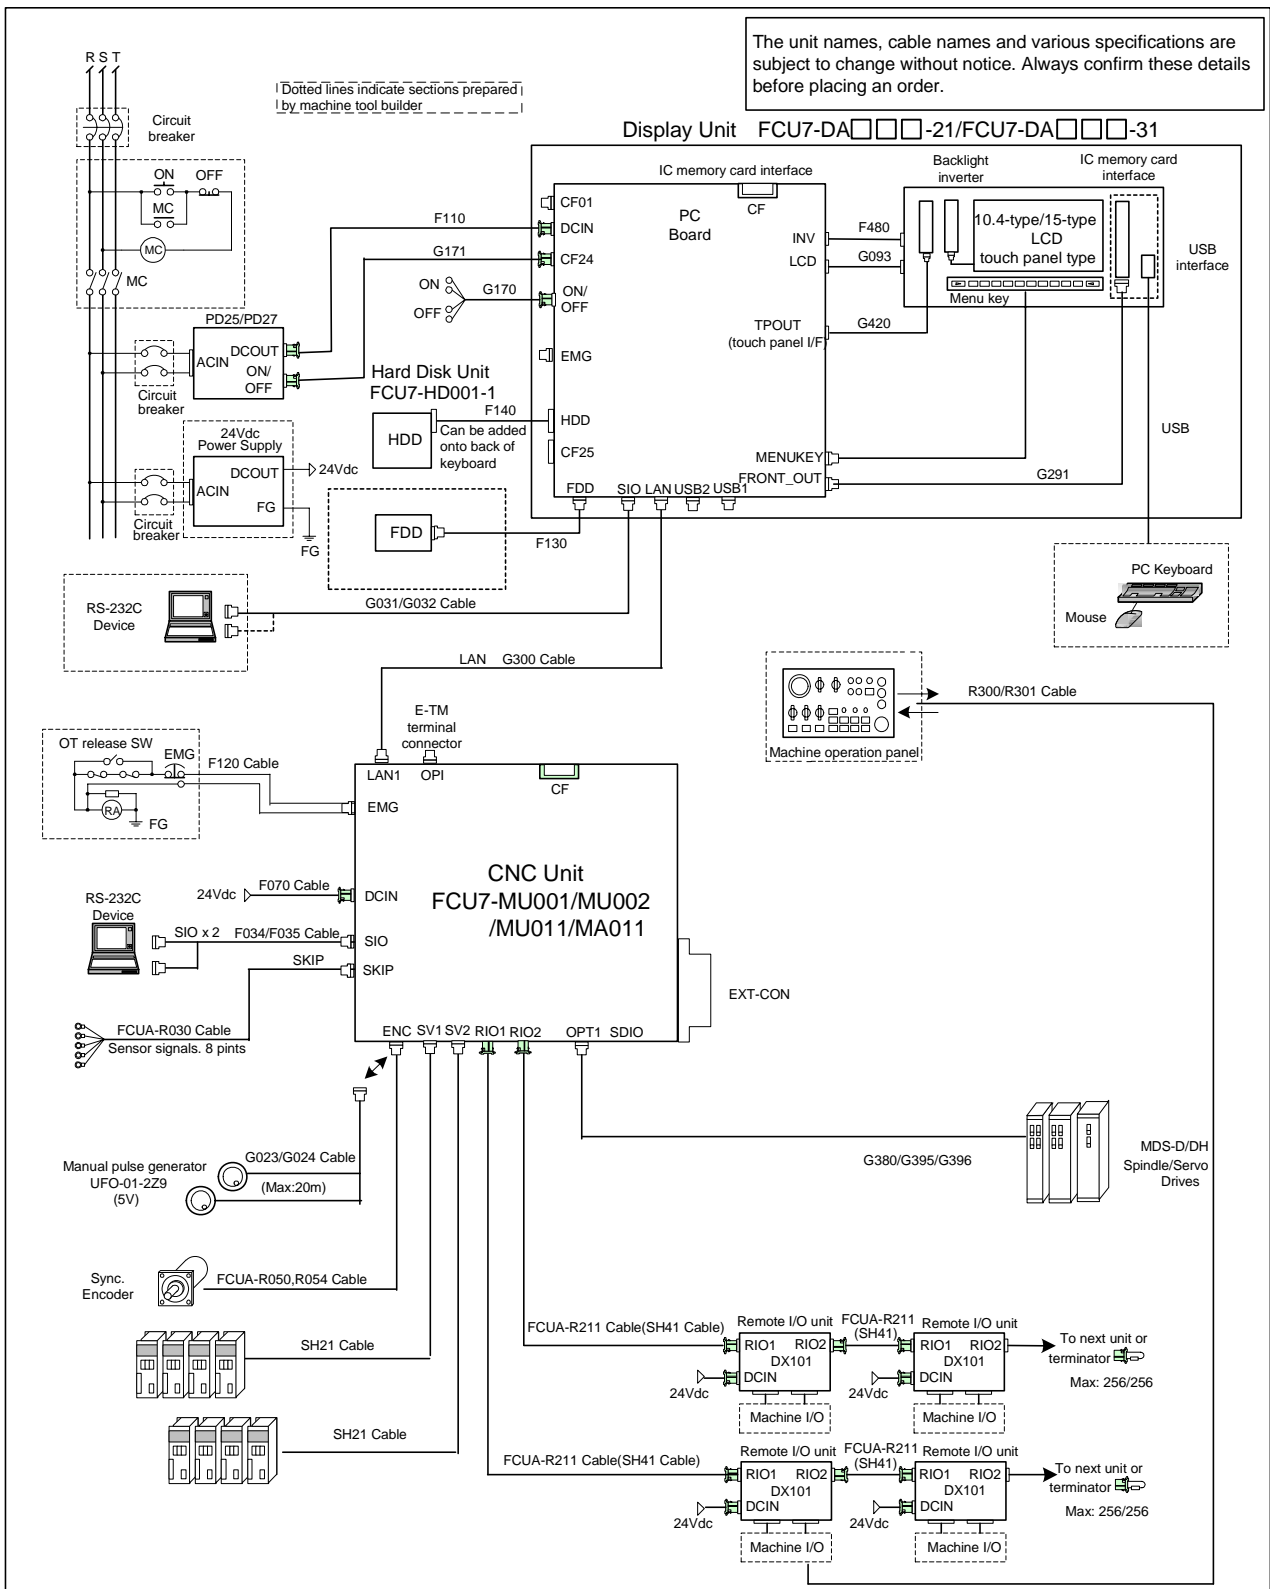 The unit names, cable names and various specifications are
subject to change without notice. Always confirm these details
before placing an order.
R S T
Dotted lines indicate sections prepared
by machine tool builder
Circuit
breaker
Display Unit FCU7-DA□□□-21/FCU7-DA□□□-31
ON
OFF
MC
MC
MC
IC memory card interface
CF
PC
Board
CF01
DCIN
CF24
ON/
OFF
EMG
HDD
CF25
FDD
SIO
LAN
USB2
USB1
INV
LCD
TPOUT
(touch panel I/F)
MENUKEY
FRONT_OUT
Backlight
inverter
IC memory card
interface
10.4-type/15-type
LCD
touch panel type
Menu key
USB
interface
F480
G093
G420
G291
USB
F110
G171
ON
OFF
G170
PD25/PD27
ACIN
DCOUT
ON/
OFF
Circuit
breaker
Hard Disk Unit
FCU7-HD001-1
HDD
F140
Can be added
onto back of
keyboard
24Vdc
Power Supply
DCOUT
ACIN
FG
24Vdc
FG
Circuit
breaker
FDD
F130
PC Keyboard
Mouse
RS-232C
Device
G031/G032 Cable
LAN G300 Cable
R300/R301 Cable
Machine operation panel
E-TM
terminal
connector
OT release SW
EMG
RA
FG
F120 Cable
LAN1
OPI
CF
EMG
DCIN
SIO
SKIP
CNC Unit
FCU7-MU001/MU002
/MU011/MA011
24Vdc
F070 Cable
RS-232C
Device
SIO x 2
F034/F035 Cable
SKIP
EXT-CON
FCUA-R030 Cable
Sensor signals. 8 pints
ENC
SV1
SV2
RIO1
RIO2
OPT1
SDIO
G380/G395/G396
MDS-D/DH
Spindle/Servo
Drives
Manual pulse generator
UFO-01-2Z9
(5V)
G023/G024 Cable
(Max:20m)
Sync.
Encoder
FCUA-R050,R054 Cable
SH21 Cable
SH21 Cable
FCUA-R211 Cable(SH41 Cable)
Remote I/O unit
RIO1
RIO2
DX101
DCIN
24Vdc
Machine I/O
FCUA-R211
(SH41)
Remote I/O unit
RIO1
RIO2
DX101
DCIN
24Vdc
Machine I/O
To next unit or
terminator
Max: 256/256
FCUA-R211 Cable(SH41 Cable)
Remote I/O unit
RIO1
RIO2
DX101
DCIN
24Vdc
Machine I/O
FCUA-R211
(SH41)
Remote I/O unit
RIO1
RIO2
DX101
DCIN
24Vdc
Machine I/O
To next unit or
terminator
Max: 256/256